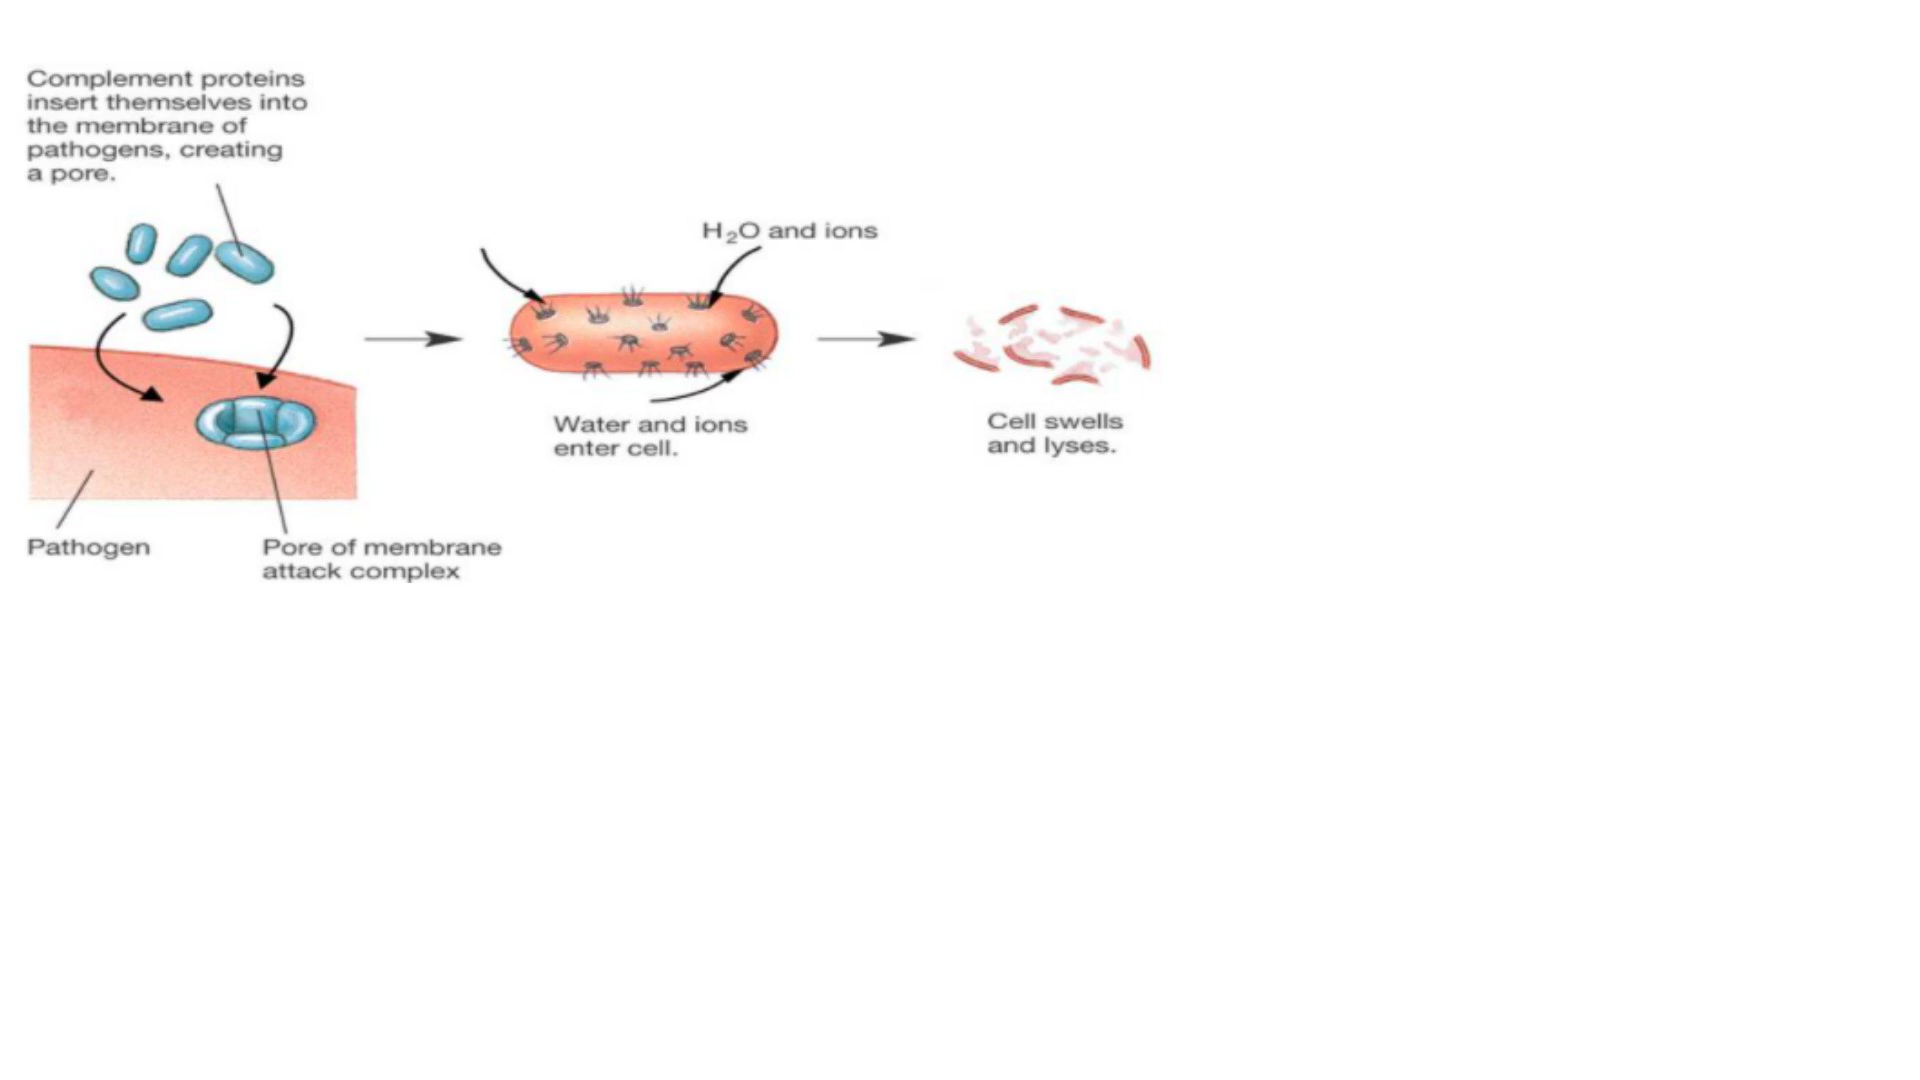 Complement proteins
insert themselves into
the membrane of
pathogens, creating
a pore.
H₂O and ions
Water and ions
enter cell.
Cell swells
and lyses.
Pathogen
Pore of membrane
attack complex